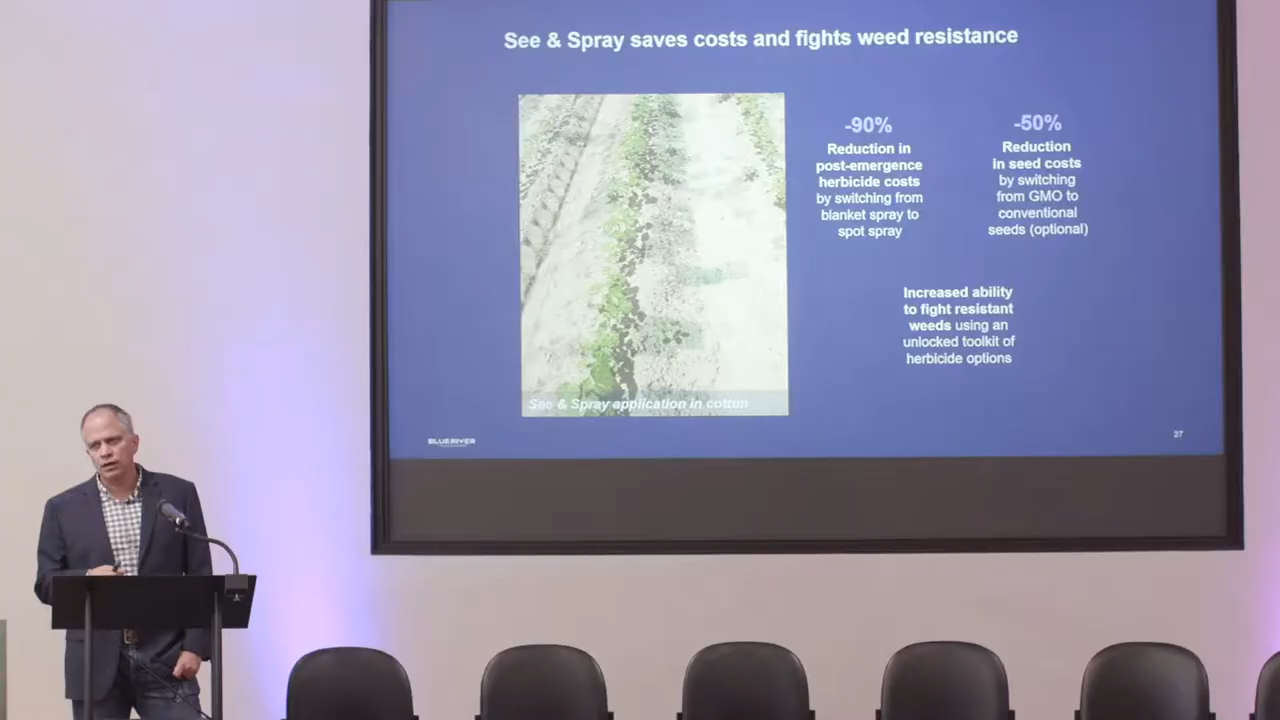 See & Spray saves costs and fights weed resistance
-90%
Reduction in
post-emergence
herbicide costs
by switching from
blanket spray to
spot spray
-50%
Reduction
in seed costs
by switching
from GMO to
conventional
seeds (optional)
Increased ability
to fight resistant
weeds using an
unlocked toolkit of
herbicide options
See & Spray application in cotton
BLUE RIVER
27